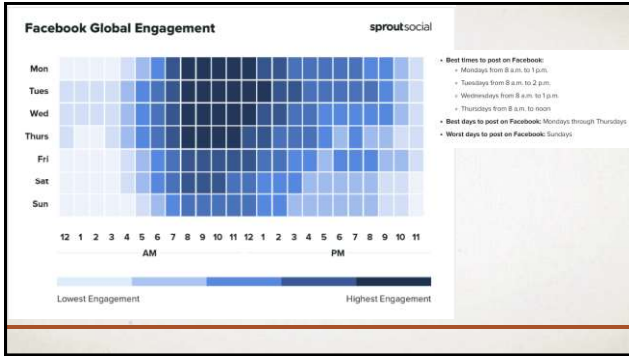 Facebook Global Engagement
sproutsocial
Mon
Tues
Wed
Thurs
Fri
Sat
Sun
12 1 2 3 4 5 6 7 8 9 10 11 12 1 2 3 4 5 6 7 8 9 10 11
AM PM
Lowest Engagement Highest Engagement
• Best times to post on Facebook:
• Mondays from 8 a.m. to 1 p.m.
• Tuesdays from 8 a.m. to 2 p.m.
• Wednesdays from 8 a.m. to 1 p.m.
• Thursdays from 8 a.m. to noon
• Best days to post on Facebook: Mondays through Thursdays
• Worst days to post on Facebook: Sundays